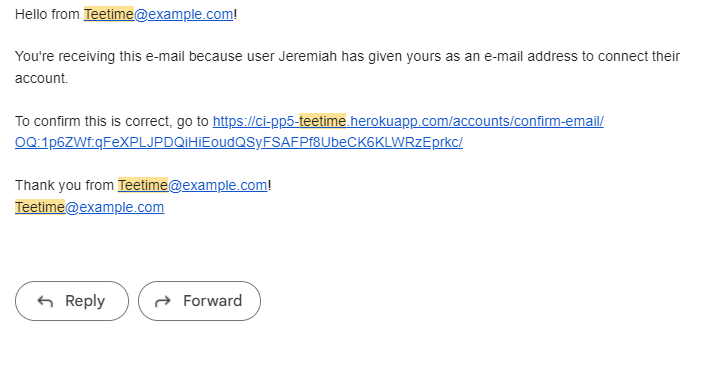 Hello from Teetime@example.com!
You're receiving this e-mail because user Jeremiah has given yours as an e-mail address to connect their
account.
To confirm this is correct, go to https://ci-pp5-teetime.herokuapp.com/accounts/confirm-email/
OQ:1p6ZWf:qFeXPLJPDQiHiEoudQSyFSAFPf8UbeCK6KLWRzEprkc/
Thank you from Teetime@example.com!
Teetime@example.com
Reply
Forward